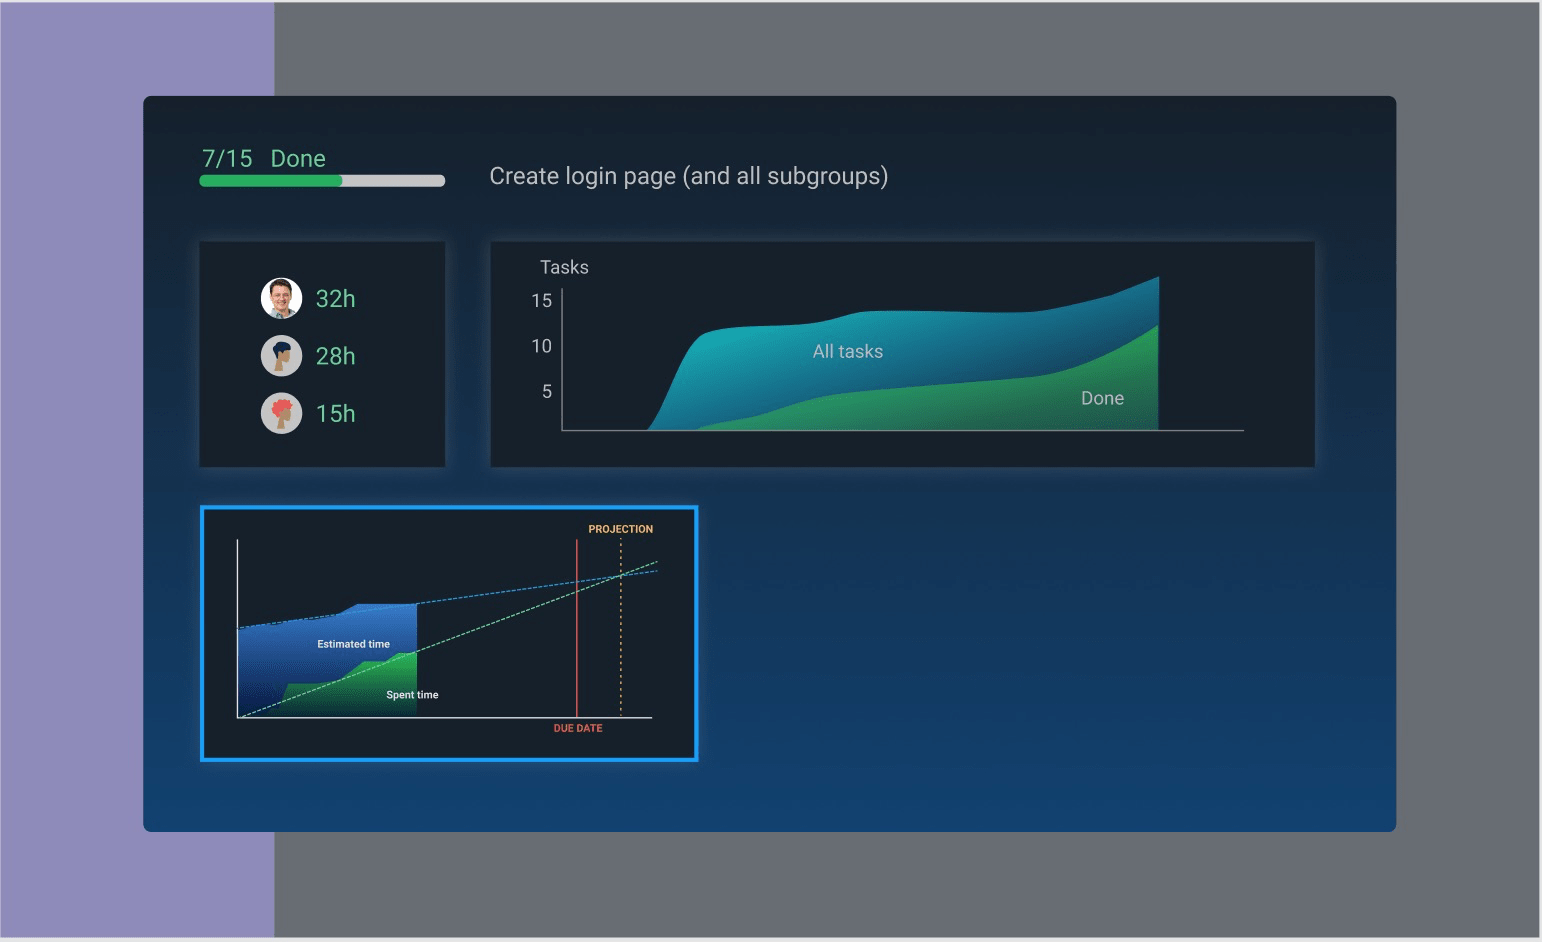 7/15 Done
Create login page (and all subgroups)
32h
28h
15h
Tasks
15
10
5
All tasks
Done
PROJECTION
Estimated time
Spent time
DUE DATE